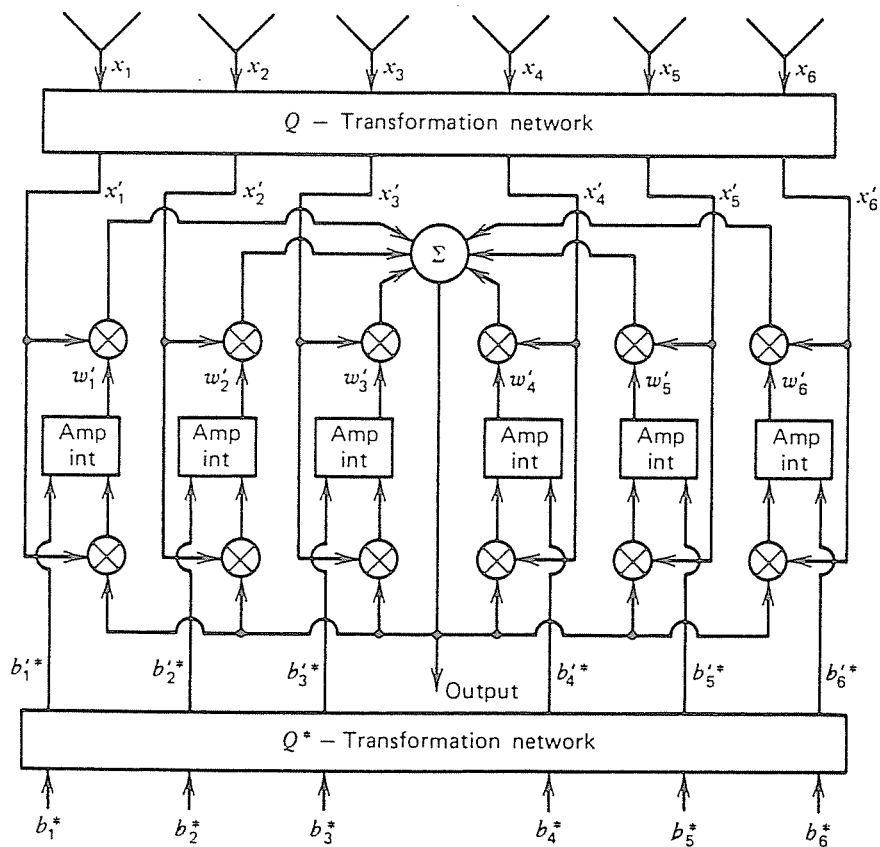 x₁ x₂ x₃ x₄ x₅ x₆
Q – Transformation network
x′₁ x′₂ x′₃ x′₄ x′₅ x′₆
Σ
w′₁ w′₂ w′₃ w′₄ w′₅ w′₆
Amp int Amp int Amp int Amp int Amp int Amp int
b′₁* b′₂* b′₃* b′₄* b′₅* b′₆*
Output
Q* – Transformation network
b₁* b₂* b₃* b₄* b₅* b₆*